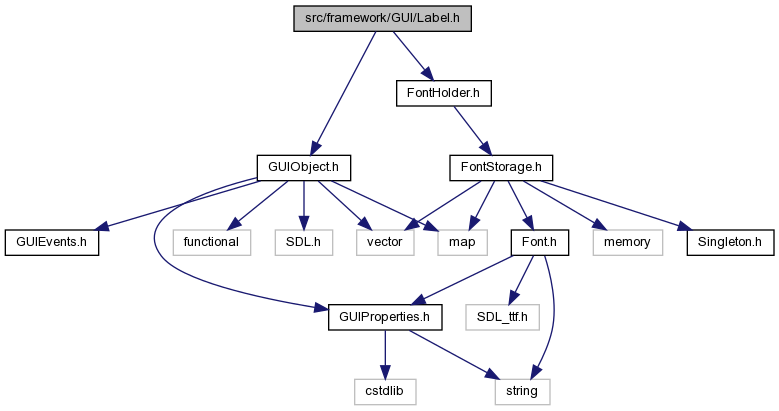 src/framework/GUI/Label.h
FontHolder.h
GUIObject.h
FontStorage.h
GUIEvents.h
functional
SDL.h
vector
map
Font.h
memory
Singleton.h
GUIProperties.h
SDL_ttf.h
cstdlib
string